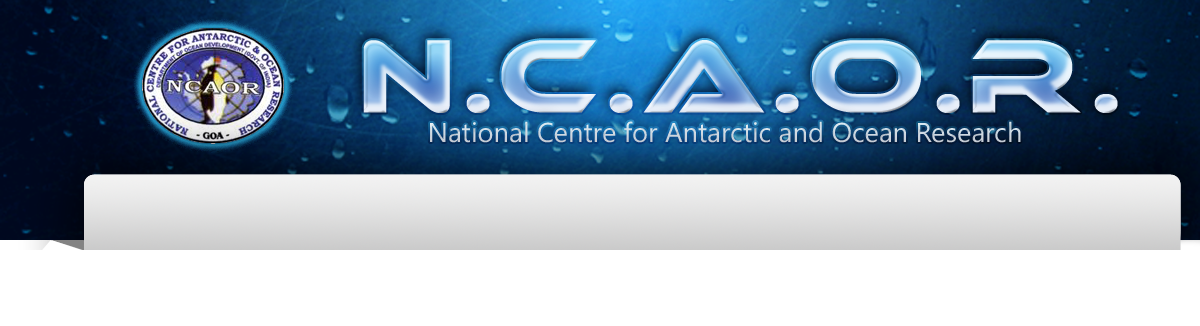 NATIONAL CENTRE FOR ANTARCTIC & OCEAN RESEARCH
DEPARTMENT OF OCEAN DEVELOPMENT (GOVT. OF INDIA)
NCAOR
- GOA -
N.C.A.O.R.
National Centre for Antarctic and Ocean Research